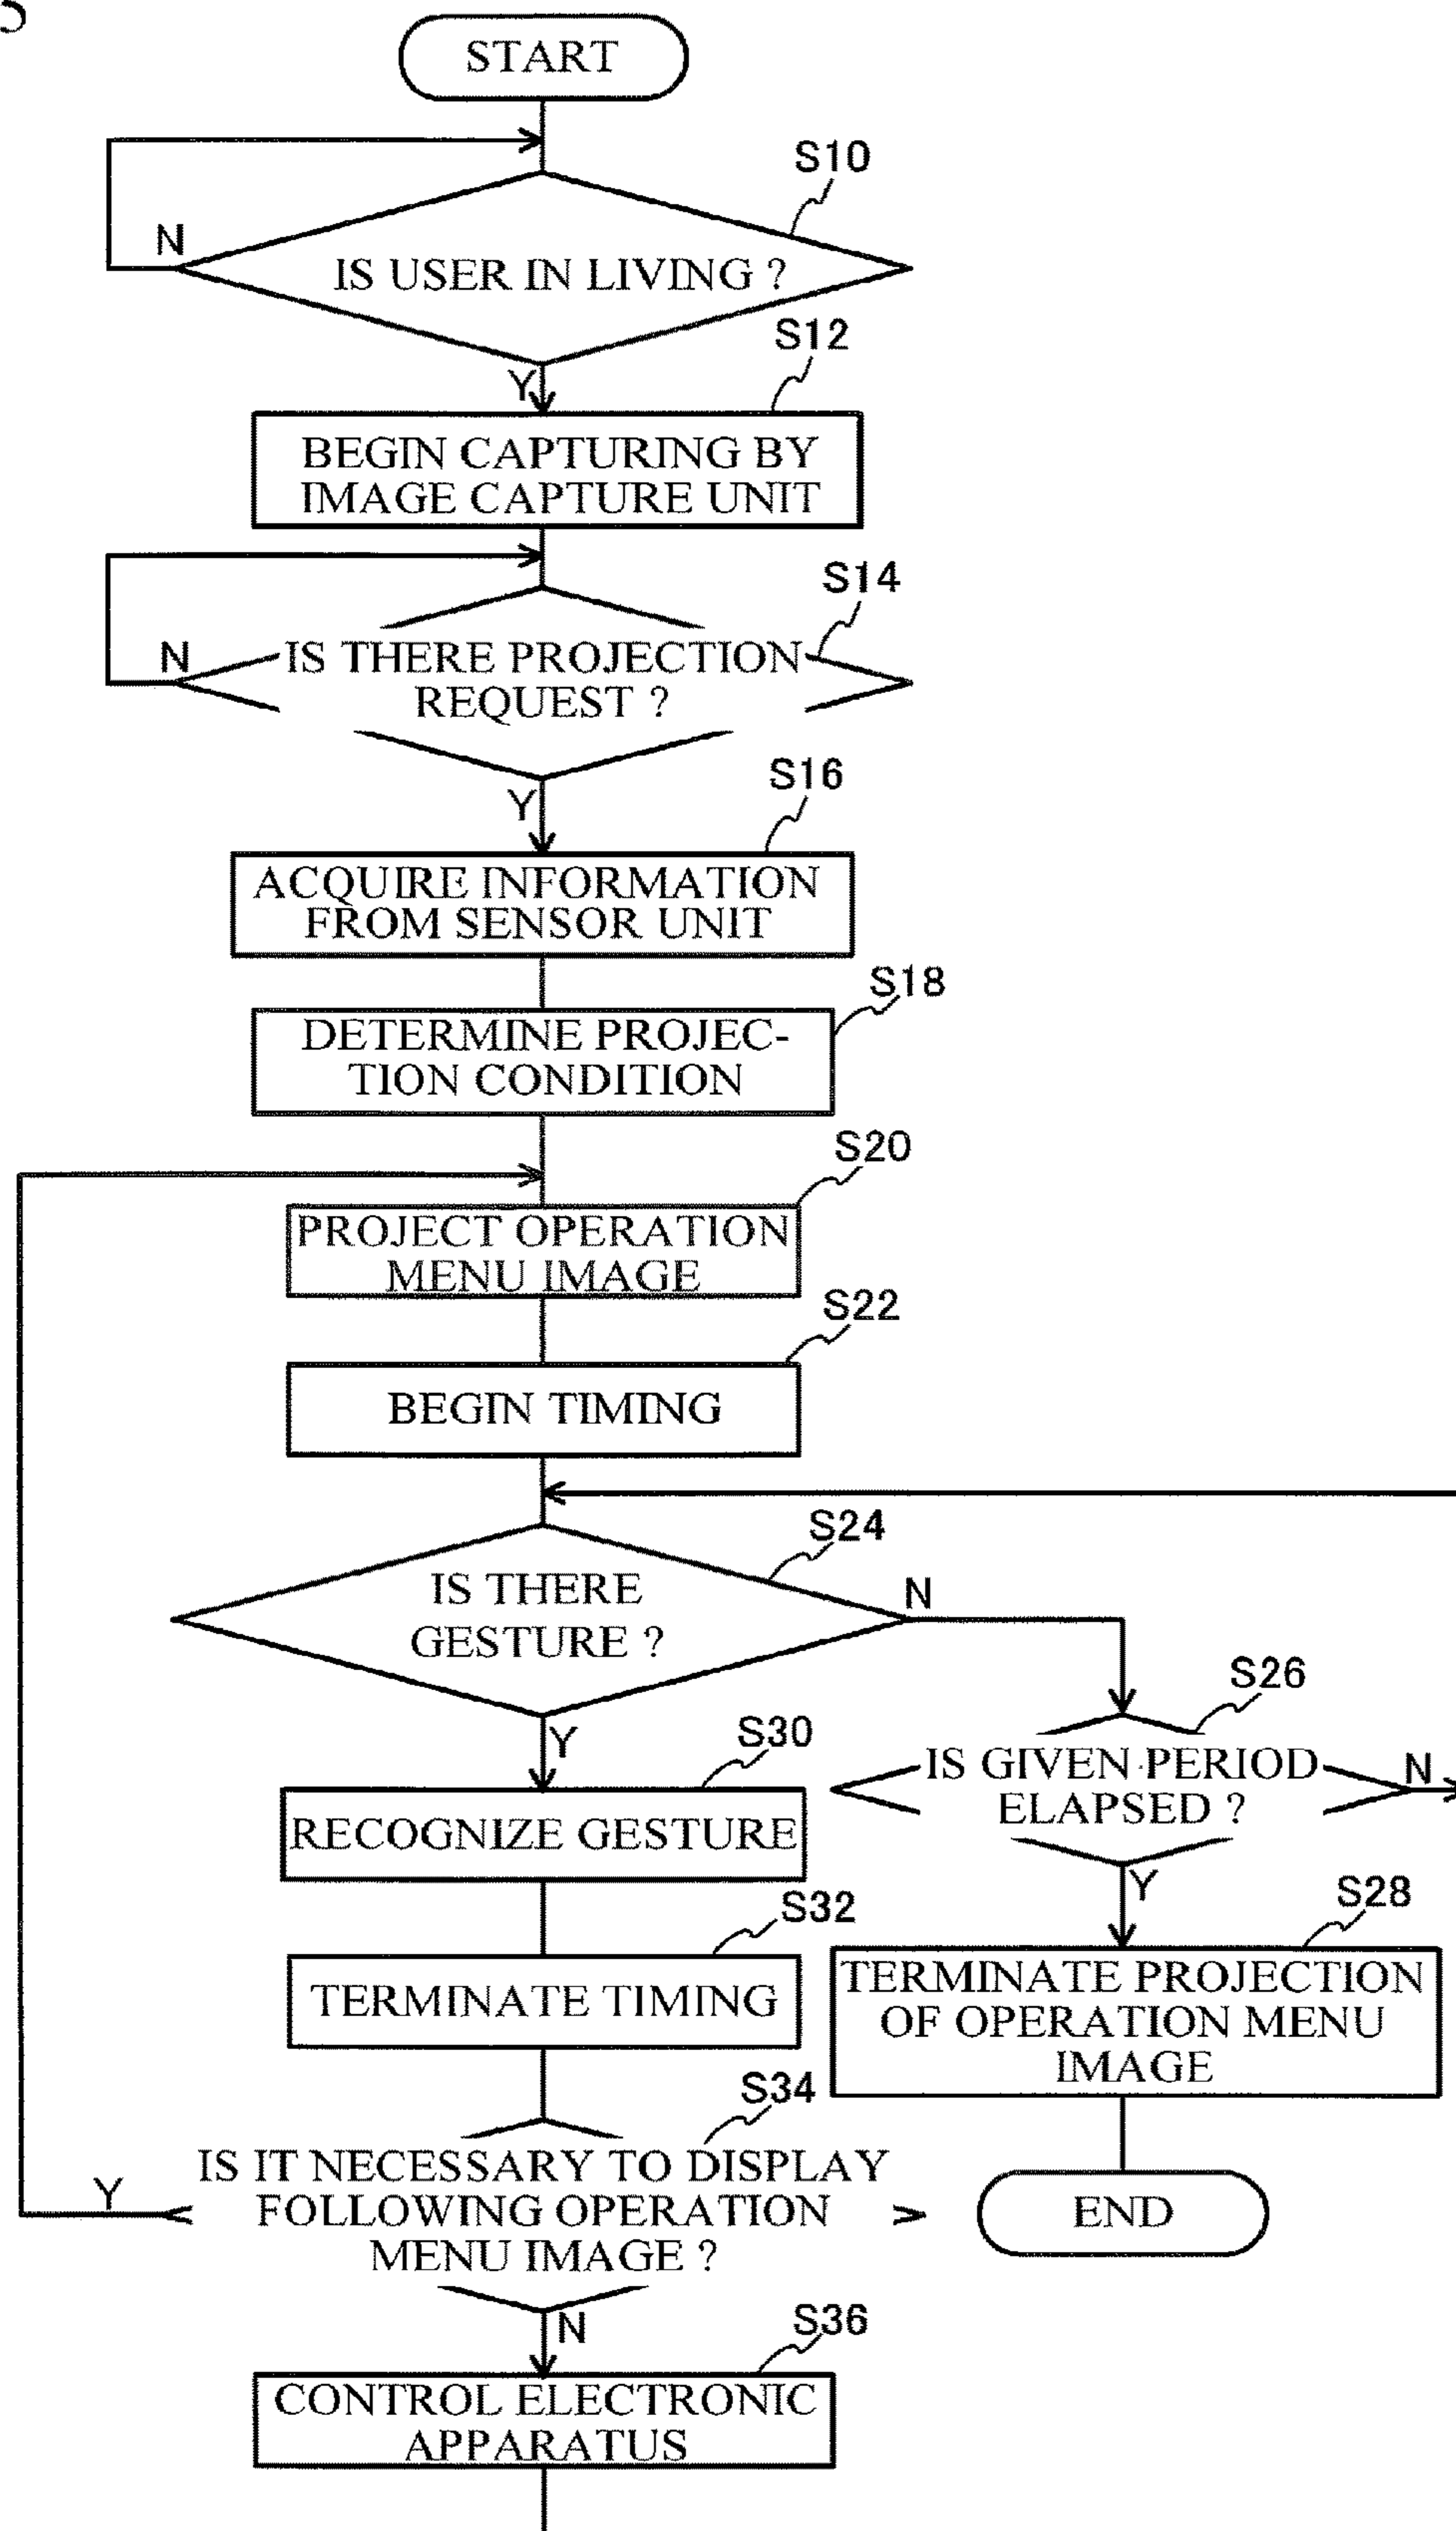 5
START
S10
N
IS USER IN LIVING ?
S12
Y
BEGIN CAPTURING BY
IMAGE CAPTURE UNIT
S14
N
IS THERE PROJECTION
REQUEST ?
S16
Y
ACQUIRE INFORMATION
FROM SENSOR UNIT
S18
DETERMINE PROJEC-
TION CONDITION
S20
PROJECT OPERATION
MENU IMAGE
S22
BEGIN TIMING
S24
IS THERE
GESTURE ?
N
S26
Y
S30
IS GIVEN PERIOD
ELAPSED ?
N
RECOGNIZE GESTURE
Y
S28
S32
TERMINATE TIMING
TERMINATE PROJECTION
OF OPERATION MENU
IMAGE
S34
IS IT NECESSARY TO DISPLAY
FOLLOWING OPERATION
MENU IMAGE ?
Y
END
N
S36
CONTROL ELECTRONIC
APPARATUS